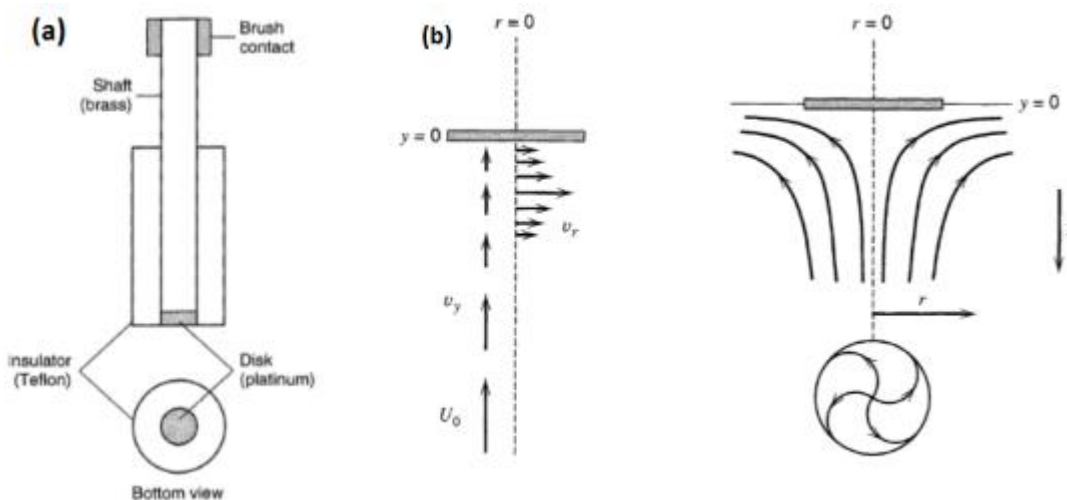 (a)
Brush
contact
Shaft
(brass)
Insulator
(Teflon)
Disk
(platinum)
Bottom view
(b)
r = 0
y = 0
v_r
v_y
U_0
r = 0
y = 0
r